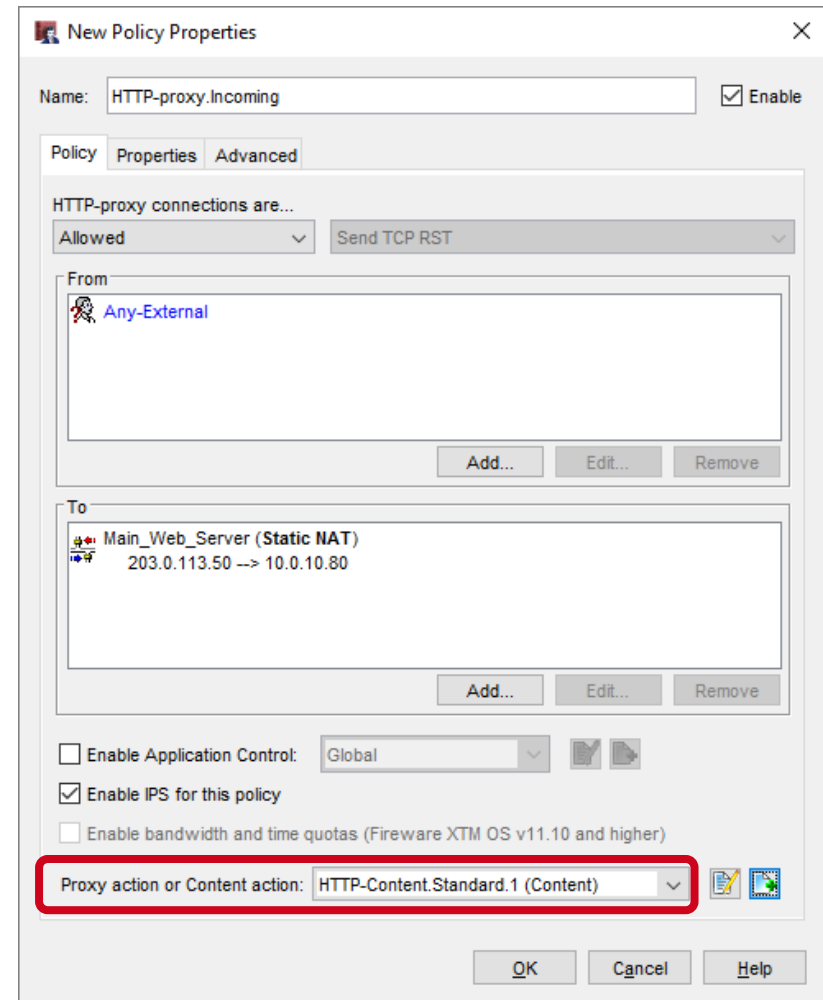 New Policy Properties
Name: HTTP-proxy.Incoming Enable
Policy Properties Advanced
HTTP-proxy connections are...
Allowed Send TCP RST
From
Any-External
Add... Edit... Remove
To
Main_Web_Server (Static NAT)
203.0.113.50 --> 10.0.10.80
Add... Edit... Remove
Enable Application Control: Global
Enable IPS for this policy
Enable bandwidth and time quotas (Fireware XTM OS v11.10 and higher)
Proxy action or Content action: HTTP-Content.Standard.1 (Content)
OK Cancel Help